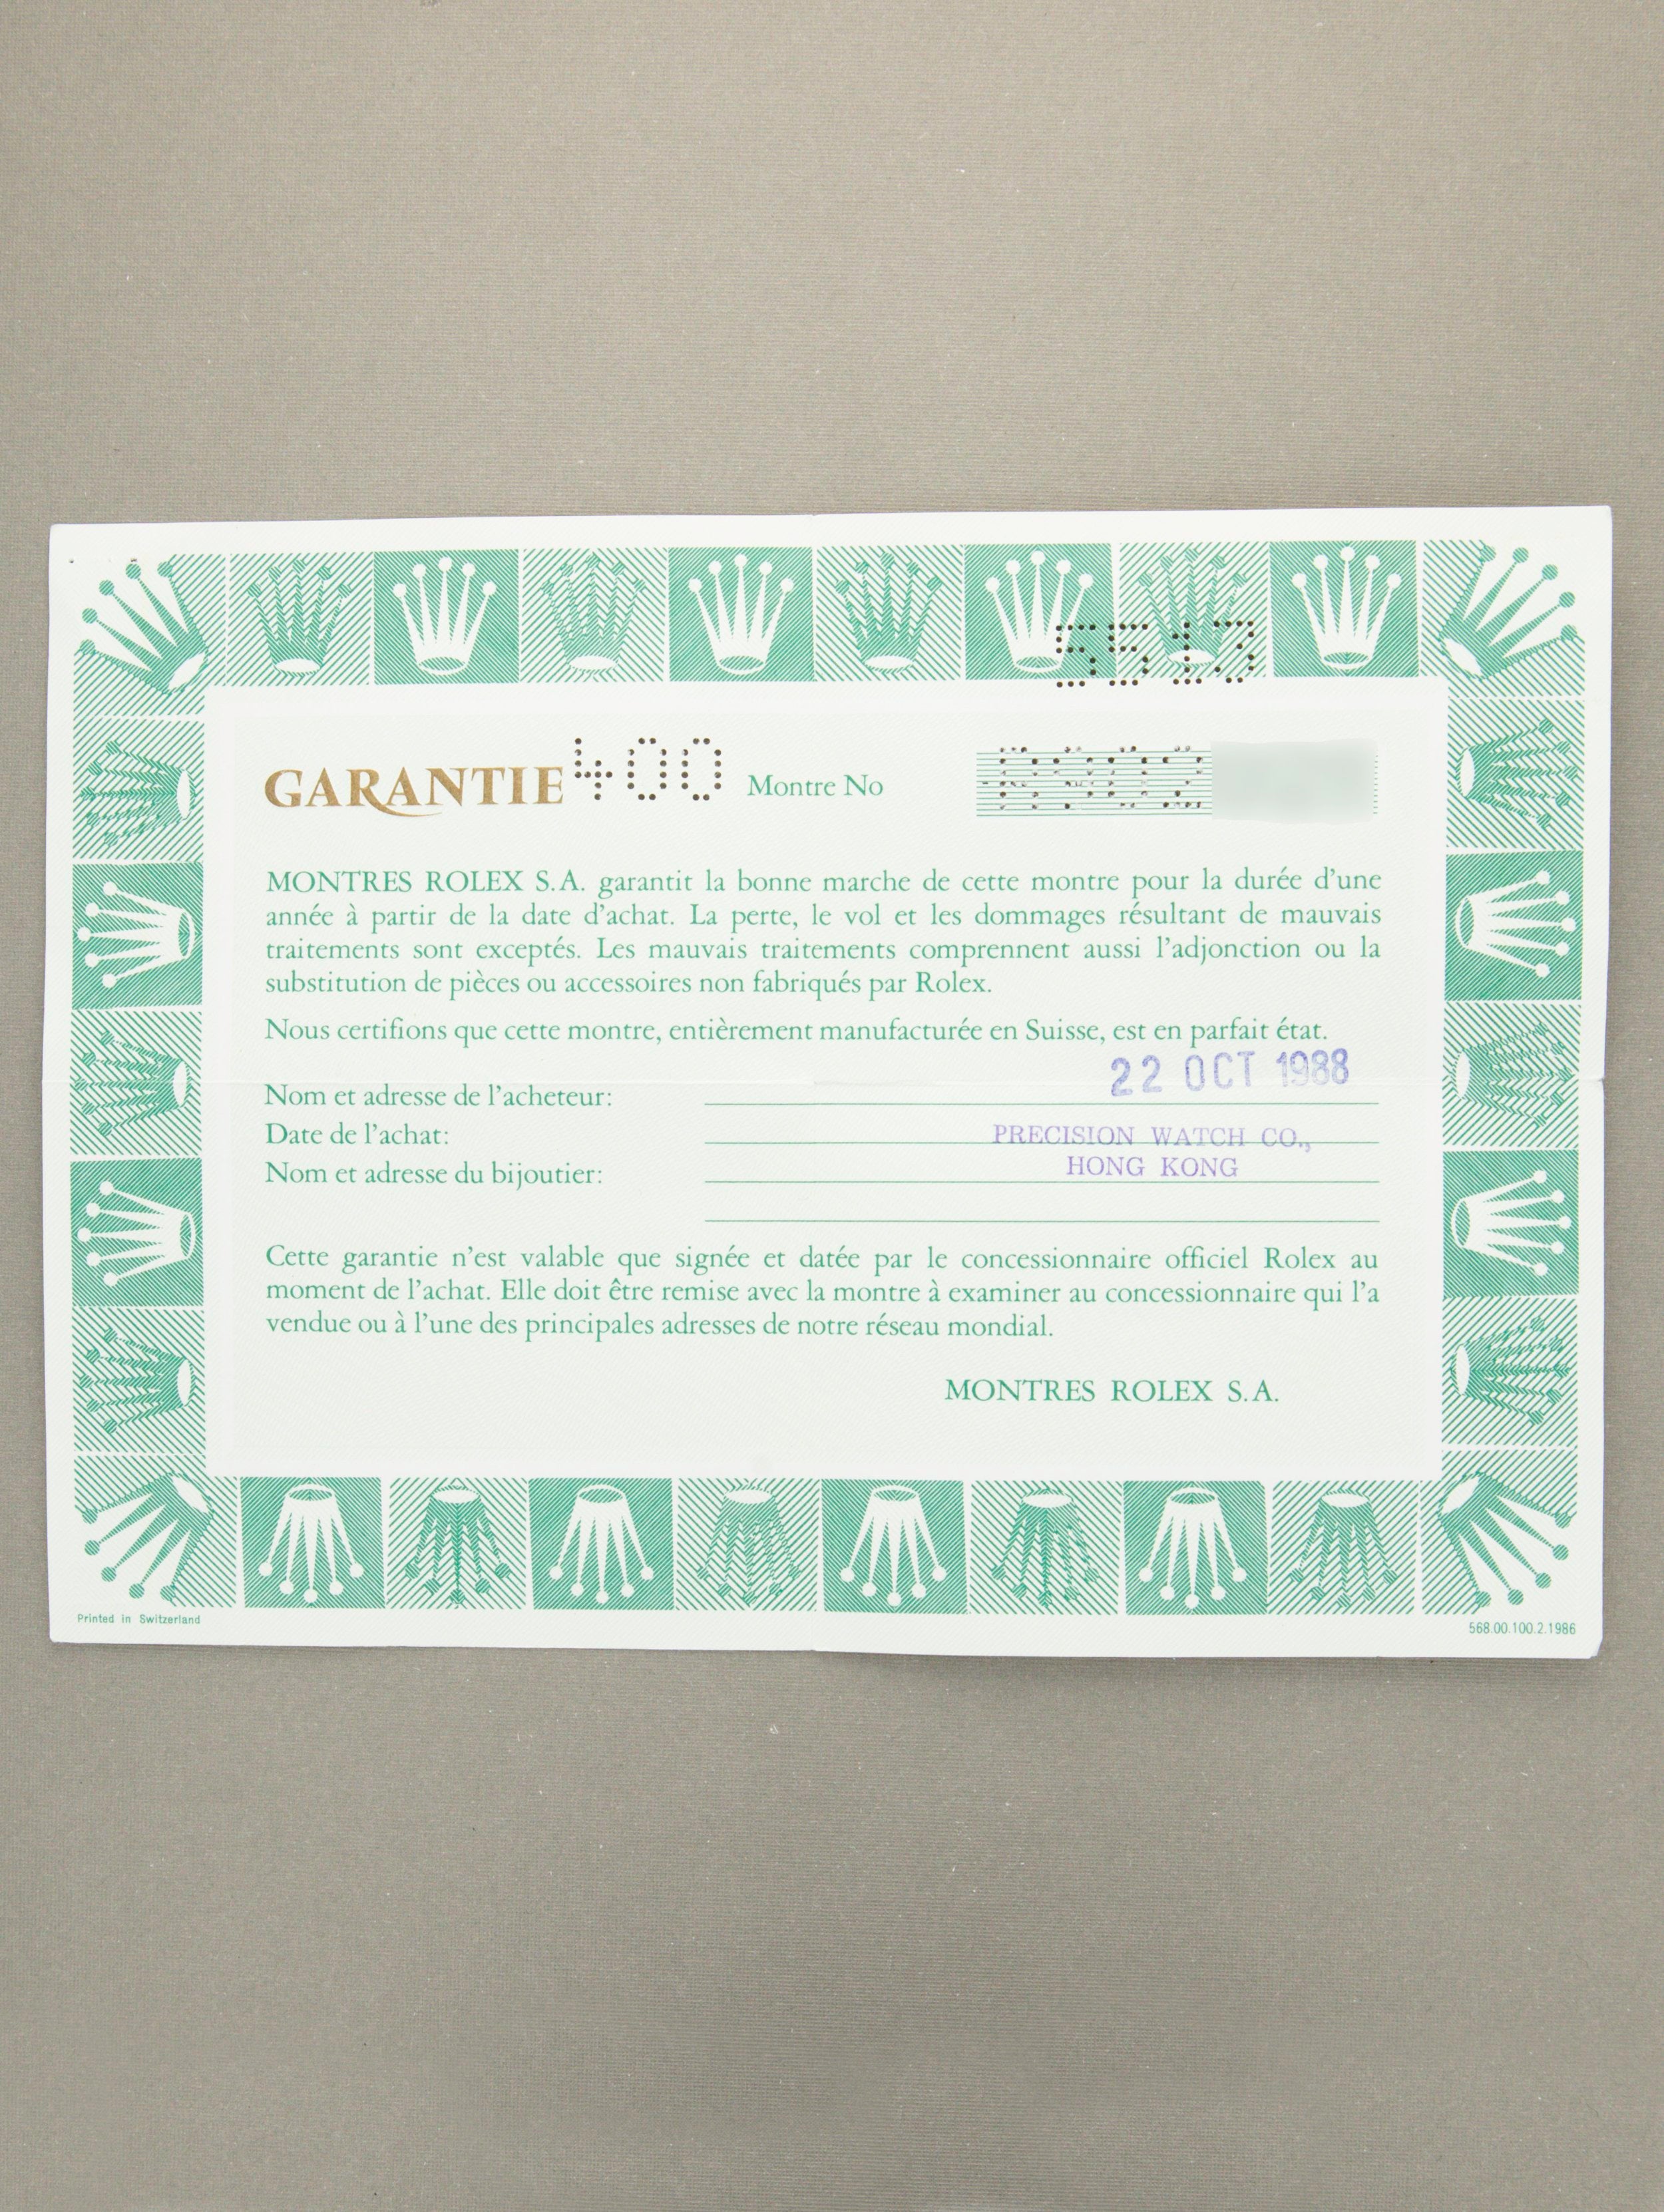 5513
GARANTIE 400 Montre No
MONTRES ROLEX S.A. garantit la bonne marche de cette montre pour la durée d'une
année à partir de la date d'achat. La perte, le vol et les dommages résultant de mauvais
traitements sont exceptés. Les mauvais traitements comprennent aussi l'adjonction ou la
substitution de pièces ou accessoires non fabriqués par Rolex.
Nous certifions que cette montre, entièrement manufacturée en Suisse, est en parfait état.
22 OCT 1988
Nom et adresse de l'acheteur:
Date de l'achat: PRECISION WATCH CO.,
Nom et adresse du bijoutier: HONG KONG
Cette garantie n'est valable que signée et datée par le concessionnaire officiel Rolex au
moment de l'achat. Elle doit être remise avec la montre à examiner au concessionnaire qui l'a
vendue ou à l'une des principales adresses de notre réseau mondial.
MONTRES ROLEX S.A.
Printed in Switzerland 568.00.100.2.1986